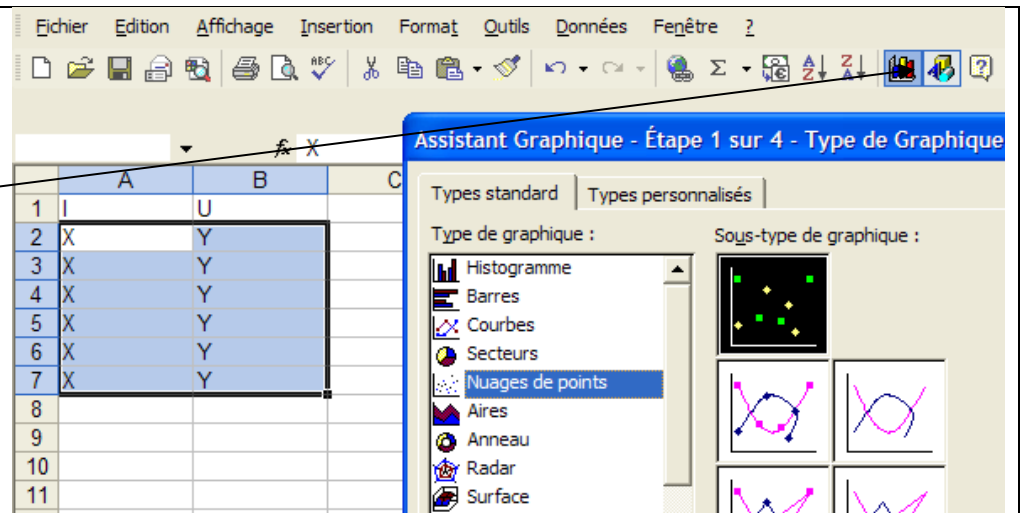 Fichier Edition Affichage Insertion Format Outils Données Fenêtre ?
ABC Σ € A Z Z A ?
fx X
Assistant Graphique - Étape 1 sur 4 - Type de Graphique
Types standard Types personnalisés
Type de graphique : Sous-type de graphique :
Histogramme
Barres
Courbes
Secteurs
Nuages de points
Aires
Anneau
Radar
Surface
A B C
1 I U
2 X Y
3 X Y
4 X Y
5 X Y
6 X Y
7 X Y
8
9
10
11